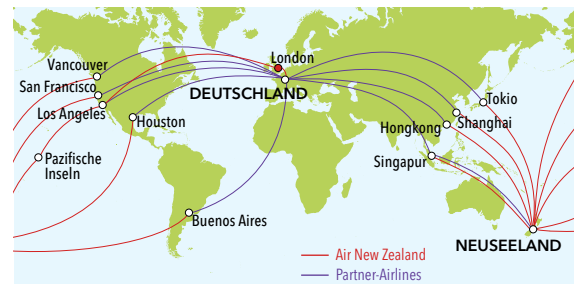 London
Vancouver
San Francisco
DEUTSCHLAND
Los Angeles
Houston
Tokio
Shanghai
Hongkong
Singapur
Pazifische
Inseln
Buenos Aires
NEUSEELAND
Air New Zealand
Partner-Airlines